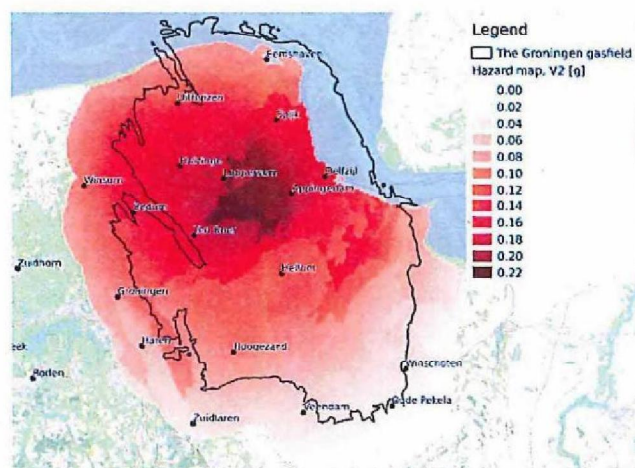 Legend
The Groningen gasfield
Hazard map, V2 [g]
0.00
0.02
0.04
0.06
0.08
0.10
0.12
0.14
0.16
0.18
0.20
0.22
Eemshaven
Uithuizen
Spijk
Huizinge
Loppersum
Delfzijl
Winsum
Appingedam
Bedum
Ten Boer
Zuidhorn
Hellum
Groningen
Haren
Hoogezand
Winschoten
Roden
Veendam
Oude Pekela
Zuidlaren